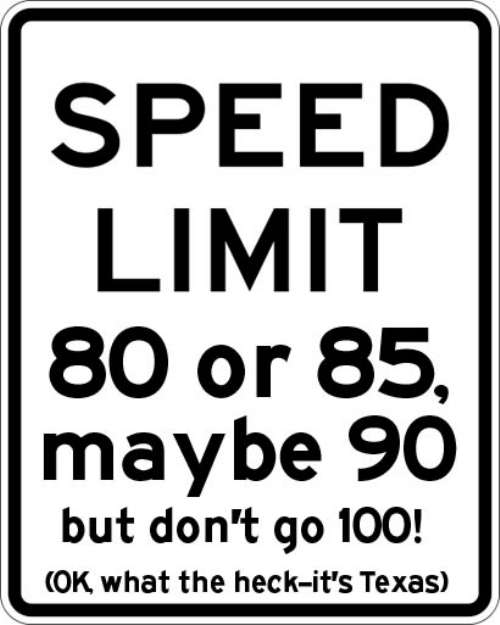 SPEED
LIMIT
80 or 85,
maybe 90
but don't go 100!
(OK, what the heck-it's Texas)